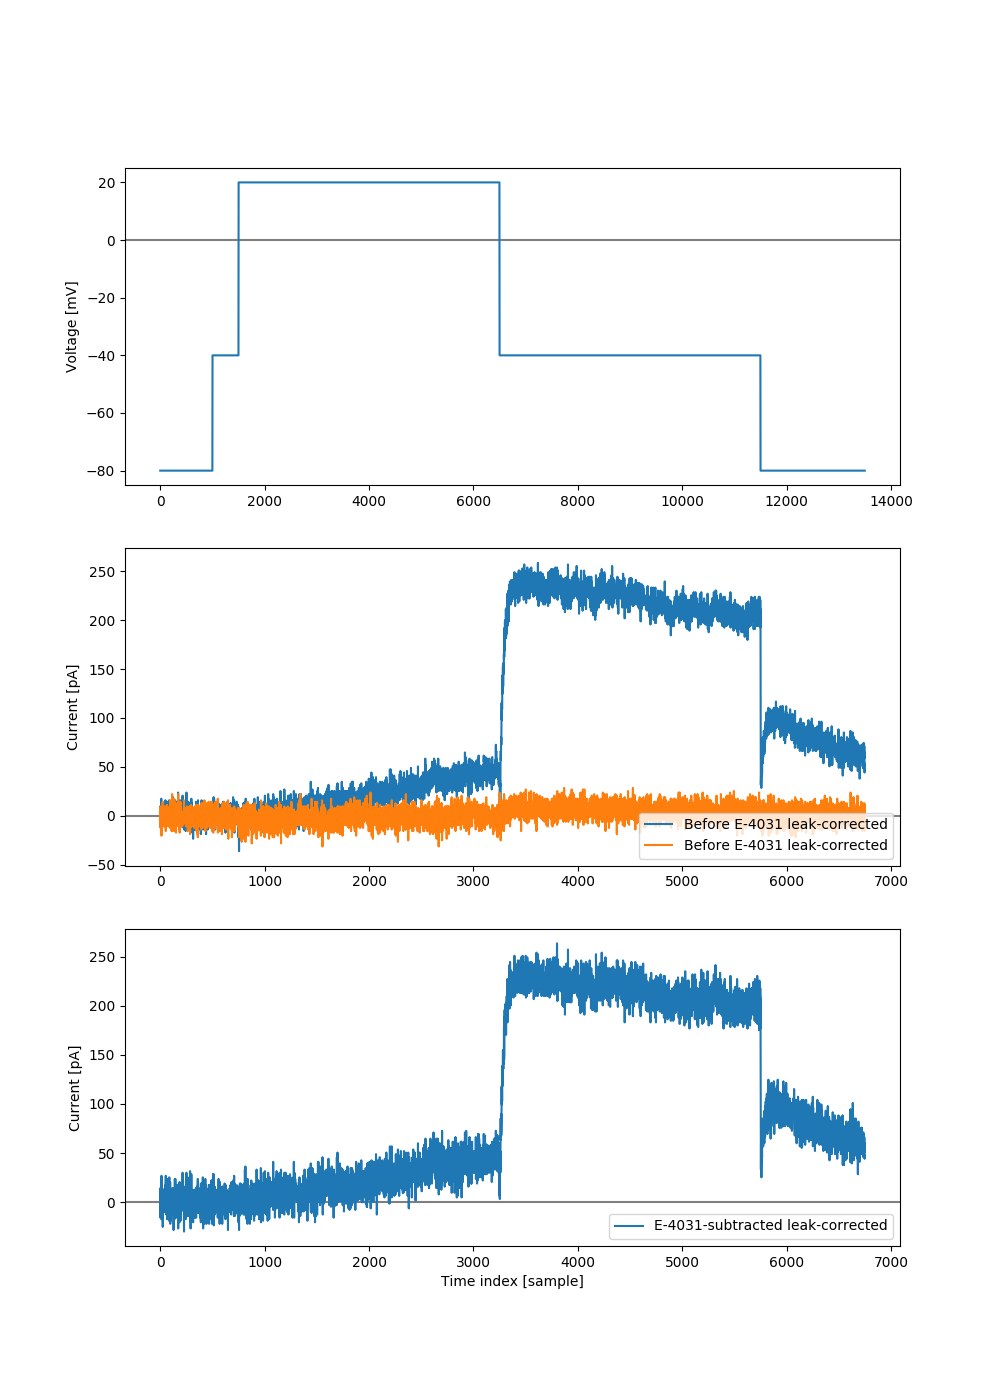 20
0
−20
−40
−60
−80
Voltage [mV]
0 2000 4000 6000 8000 10000 12000 14000
250
200
150
100
50
0
−50
Current [pA]
Before E-4031 leak-corrected
Before E-4031 leak-corrected
0 1000 2000 3000 4000 5000 6000 7000
250
200
150
100
50
0
Current [pA]
E-4031-subtracted leak-corrected
0 1000 2000 3000 4000 5000 6000 7000
Time index [sample]